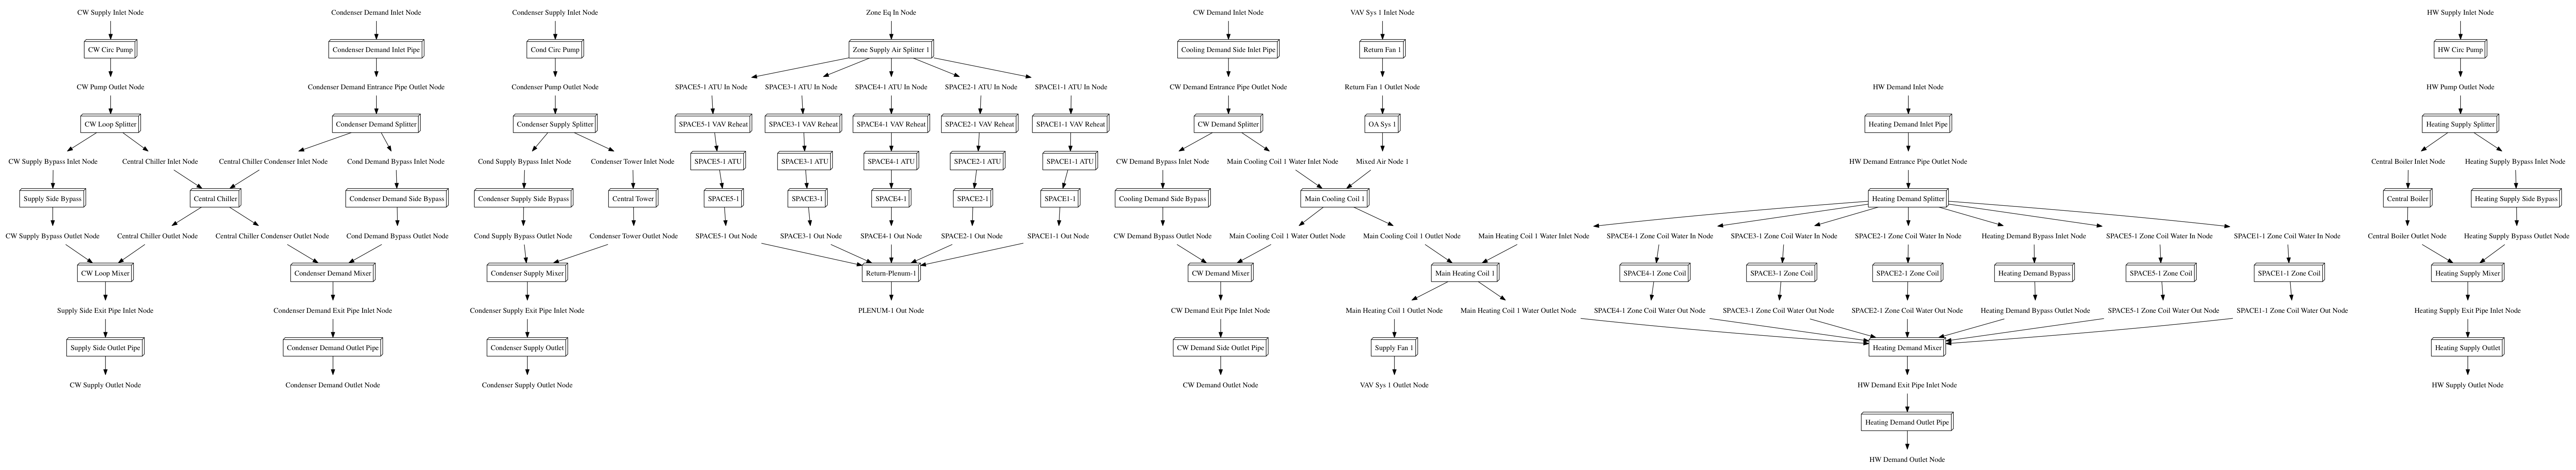 CW Supply Inlet Node
Condenser Demand Inlet Node
Condenser Supply Inlet Node
Zone Eq In Node
CW Demand Inlet Node
VAV Sys 1 Inlet Node
HW Supply Inlet Node
CW Circ Pump
Condenser Demand Inlet Pipe
Cond Circ Pump
Zone Supply Air Splitter 1
Cooling Demand Side Inlet Pipe
Return Fan 1
HW Circ Pump
CW Pump Outlet Node
Condenser Demand Entrance Pipe Outlet Node
Condenser Pump Outlet Node
SPACE5-1 ATU In Node
SPACE3-1 ATU In Node
SPACE4-1 ATU In Node
SPACE2-1 ATU In Node
SPACE1-1 ATU In Node
CW Demand Entrance Pipe Outlet Node
Return Fan 1 Outlet Node
HW Demand Inlet Node
HW Pump Outlet Node
CW Loop Splitter
Condenser Demand Splitter
Condenser Supply Splitter
SPACE5-1 VAV Reheat
SPACE3-1 VAV Reheat
SPACE4-1 VAV Reheat
SPACE2-1 VAV Reheat
SPACE1-1 VAV Reheat
CW Demand Splitter
OA Sys 1
Heating Demand Inlet Pipe
Heating Supply Splitter
CW Supply Bypass Inlet Node
Central Chiller Inlet Node
Central Chiller Condenser Inlet Node
Cond Demand Bypass Inlet Node
Cond Supply Bypass Inlet Node
Condenser Tower Inlet Node
SPACE5-1 ATU
SPACE3-1 ATU
SPACE4-1 ATU
SPACE2-1 ATU
SPACE1-1 ATU
CW Demand Bypass Inlet Node
Main Cooling Coil 1 Water Inlet Node
Mixed Air Node 1
HW Demand Entrance Pipe Outlet Node
Central Boiler Inlet Node
Heating Supply Bypass Inlet Node
Supply Side Bypass
Central Chiller
Condenser Demand Side Bypass
Condenser Supply Side Bypass
Central Tower
SPACE5-1
SPACE3-1
SPACE4-1
SPACE2-1
SPACE1-1
Cooling Demand Side Bypass
Main Cooling Coil 1
Heating Demand Splitter
Central Boiler
Heating Supply Side Bypass
CW Supply Bypass Outlet Node
Central Chiller Outlet Node
Central Chiller Condenser Outlet Node
Cond Demand Bypass Outlet Node
Cond Supply Bypass Outlet Node
Condenser Tower Outlet Node
SPACE5-1 Out Node
SPACE3-1 Out Node
SPACE4-1 Out Node
SPACE2-1 Out Node
SPACE1-1 Out Node
CW Demand Bypass Outlet Node
Main Cooling Coil 1 Water Outlet Node
Main Cooling Coil 1 Outlet Node
Main Heating Coil 1 Water Inlet Node
SPACE4-1 Zone Coil Water In Node
SPACE3-1 Zone Coil Water In Node
SPACE2-1 Zone Coil Water In Node
Heating Demand Bypass Inlet Node
SPACE5-1 Zone Coil Water In Node
SPACE1-1 Zone Coil Water In Node
Central Boiler Outlet Node
Heating Supply Bypass Outlet Node
CW Loop Mixer
Condenser Demand Mixer
Condenser Supply Mixer
Return-Plenum-1
CW Demand Mixer
Main Heating Coil 1
SPACE4-1 Zone Coil
SPACE3-1 Zone Coil
SPACE2-1 Zone Coil
Heating Demand Bypass
SPACE5-1 Zone Coil
SPACE1-1 Zone Coil
Heating Supply Mixer
Supply Side Exit Pipe Inlet Node
Condenser Demand Exit Pipe Inlet Node
Condenser Supply Exit Pipe Inlet Node
PLENUM-1 Out Node
CW Demand Exit Pipe Inlet Node
Main Heating Coil 1 Outlet Node
Main Heating Coil 1 Water Outlet Node
SPACE4-1 Zone Coil Water Out Node
SPACE3-1 Zone Coil Water Out Node
SPACE2-1 Zone Coil Water Out Node
Heating Demand Bypass Outlet Node
SPACE5-1 Zone Coil Water Out Node
SPACE1-1 Zone Coil Water Out Node
Heating Supply Exit Pipe Inlet Node
Supply Side Outlet Pipe
Condenser Demand Outlet Pipe
Condenser Supply Outlet
CW Demand Side Outlet Pipe
Supply Fan 1
Heating Demand Mixer
Heating Supply Outlet
CW Supply Outlet Node
Condenser Demand Outlet Node
Condenser Supply Outlet Node
CW Demand Outlet Node
VAV Sys 1 Outlet Node
HW Demand Exit Pipe Inlet Node
HW Supply Outlet Node
Heating Demand Outlet Pipe
HW Demand Outlet Node